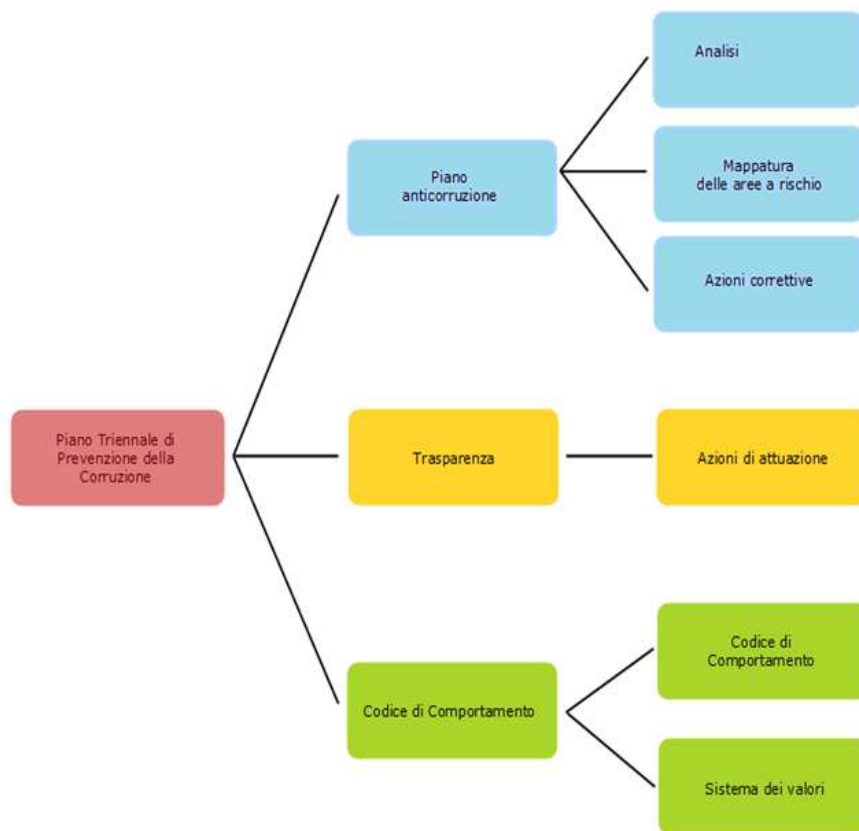 Analisi
Piano
anticorruzione
Mappatura
delle aree a rischio
Azioni correttive
Piano Triennale di
Prevenzione della
Corruzione
Trasparenza
Azioni di attuazione
Codice di Comportamento
Codice di
Comportamento
Sistema dei valori